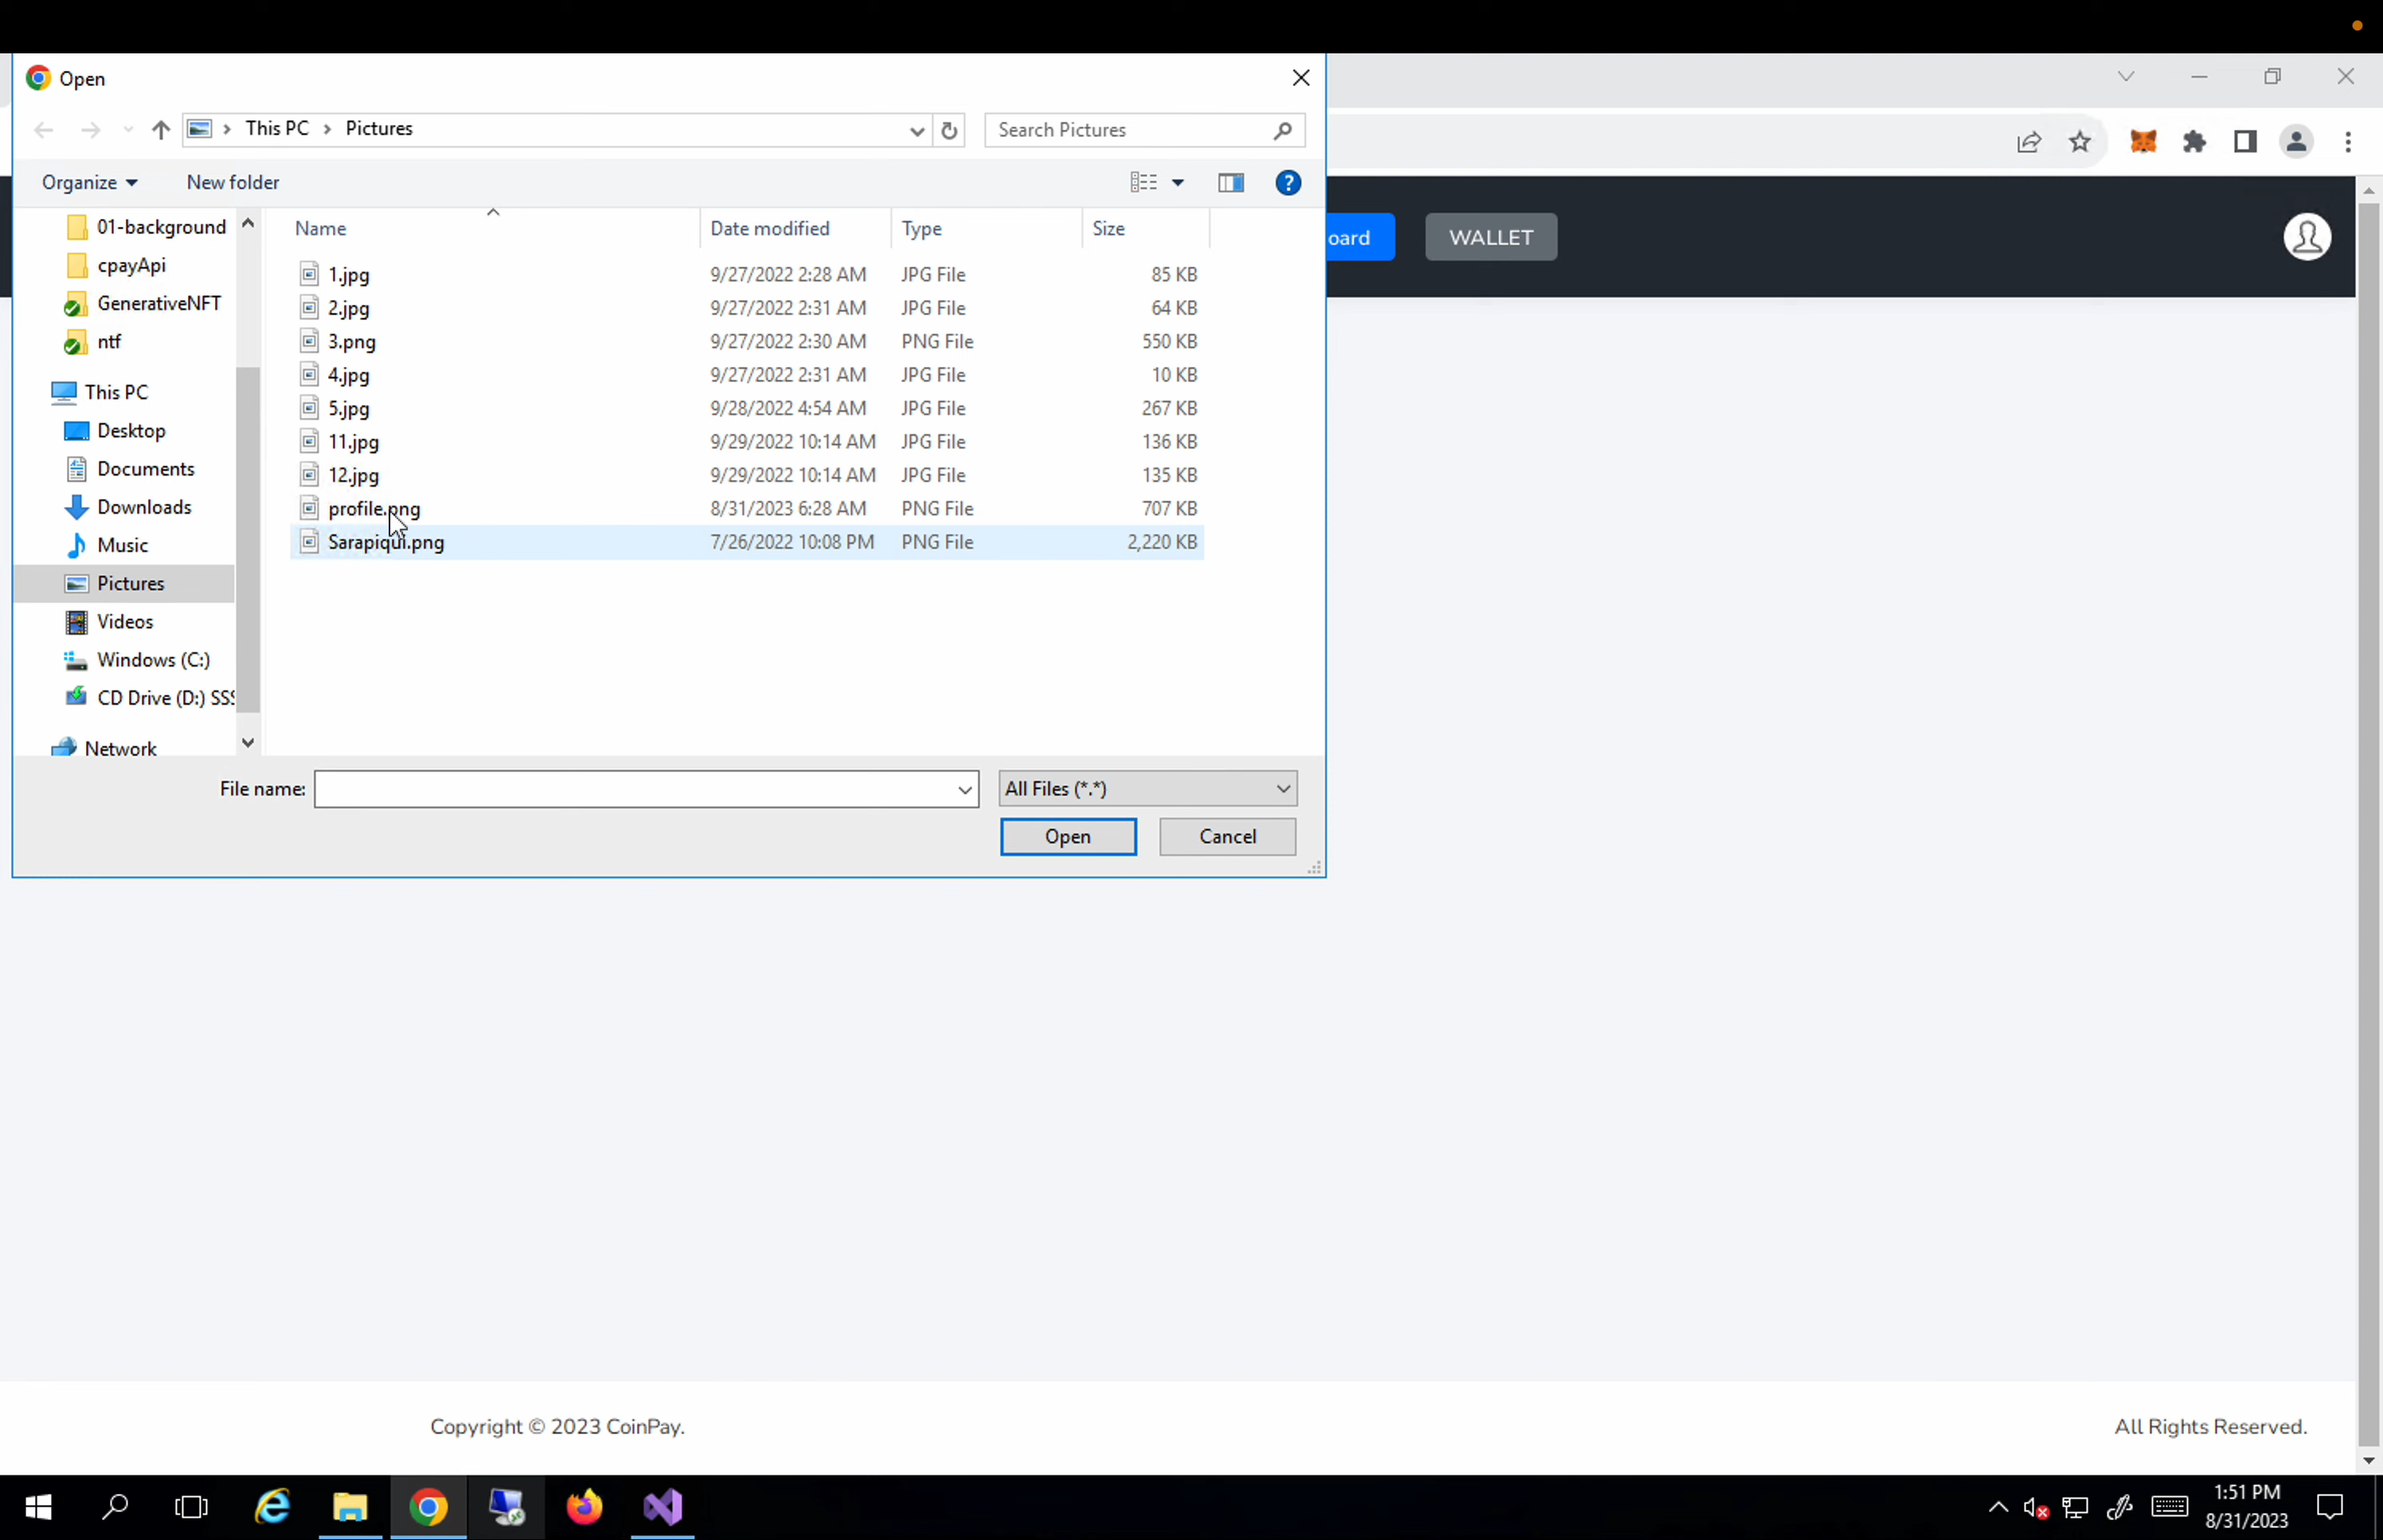 Open
This PC > Pictures
Search Pictures
Organize
New folder
?
01-background
cpayApi
GenerativeNFT
ntf
This PC
Desktop
Documents
Downloads
Music
Pictures
Videos
Windows (C:)
CD Drive (D:) SSS
Network
Name Date modified Type Size
1.jpg 9/27/2022 2:28 AM JPG File 85 KB
2.jpg 9/27/2022 2:31 AM JPG File 64 KB
3.png 9/27/2022 2:30 AM PNG File 550 KB
4.jpg 9/27/2022 2:31 AM JPG File 10 KB
5.jpg 9/28/2022 4:54 AM JPG File 267 KB
11.jpg 9/29/2022 10:14 AM JPG File 136 KB
12.jpg 9/29/2022 10:14 AM JPG File 135 KB
profile.png 8/31/2023 6:28 AM PNG File 707 KB
Sarapiqui.png 7/26/2022 10:08 PM PNG File 2,220 KB
File name:
All Files (*.*)
Open
Cancel
oard
WALLET
Copyright © 2023 CoinPay.
All Rights Reserved.
1:51 PM
8/31/2023